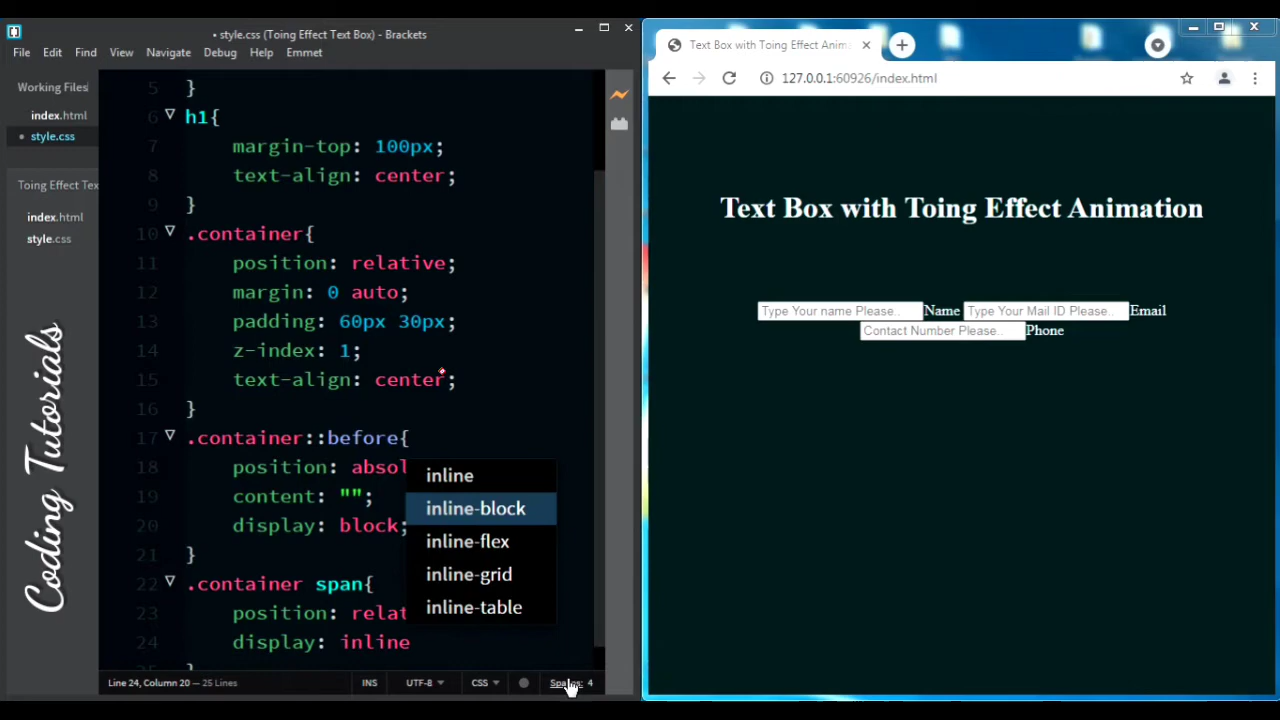 style.css (Toing Effect Text Box) - Brackets
File Edit Find View Navigate Debug Help Emmet
Working Files
index.html
style.css
Toing Effect Tex
index.html
style.css
Coding Tutorials
5 }
6 h1{
7 margin-top: 100px;
8 text-align: center;
9 }
10 .container{
11 position: relative;
12 margin: 0 auto;
13 padding: 60px 30px;
14 z-index: 1;
15 text-align: center;
16 }
17 .container::before{
18 position: absol
19 content: "";
20 display: block;
21 }
22 .container span{
23 position: relat
24 display: inline
25 }
inline
inline-block
inline-flex
inline-grid
inline-table
Line 24, Column 20 — 25 Lines
INS UTF-8 CSS Spaces: 4
Text Box with Toing Effect Anim
127.0.0.1:60926/index.html
Text Box with Toing Effect Animation
Type Your name Please.. Name Type Your Mail ID Please.. Email
Contact Number Please.. Phone